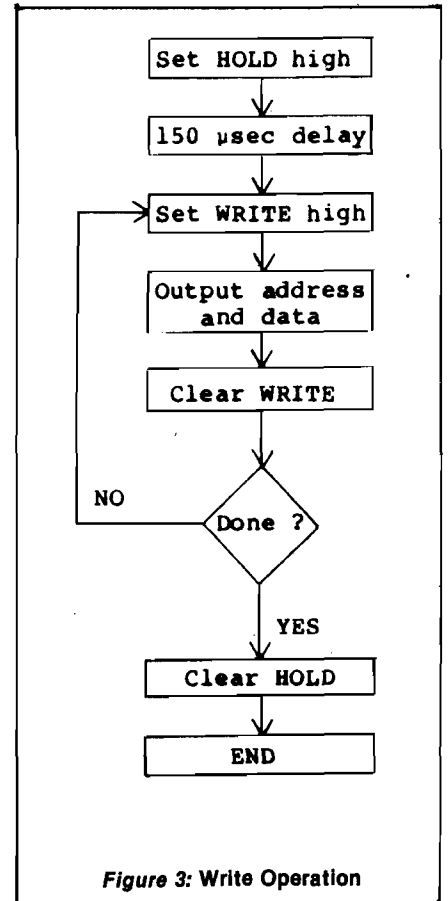 Set HOLD high
150 µsec delay
Set WRITE high
Output address
and data
Clear WRITE
Done ?
NO
YES
Clear HOLD
END
Figure 3: Write Operation